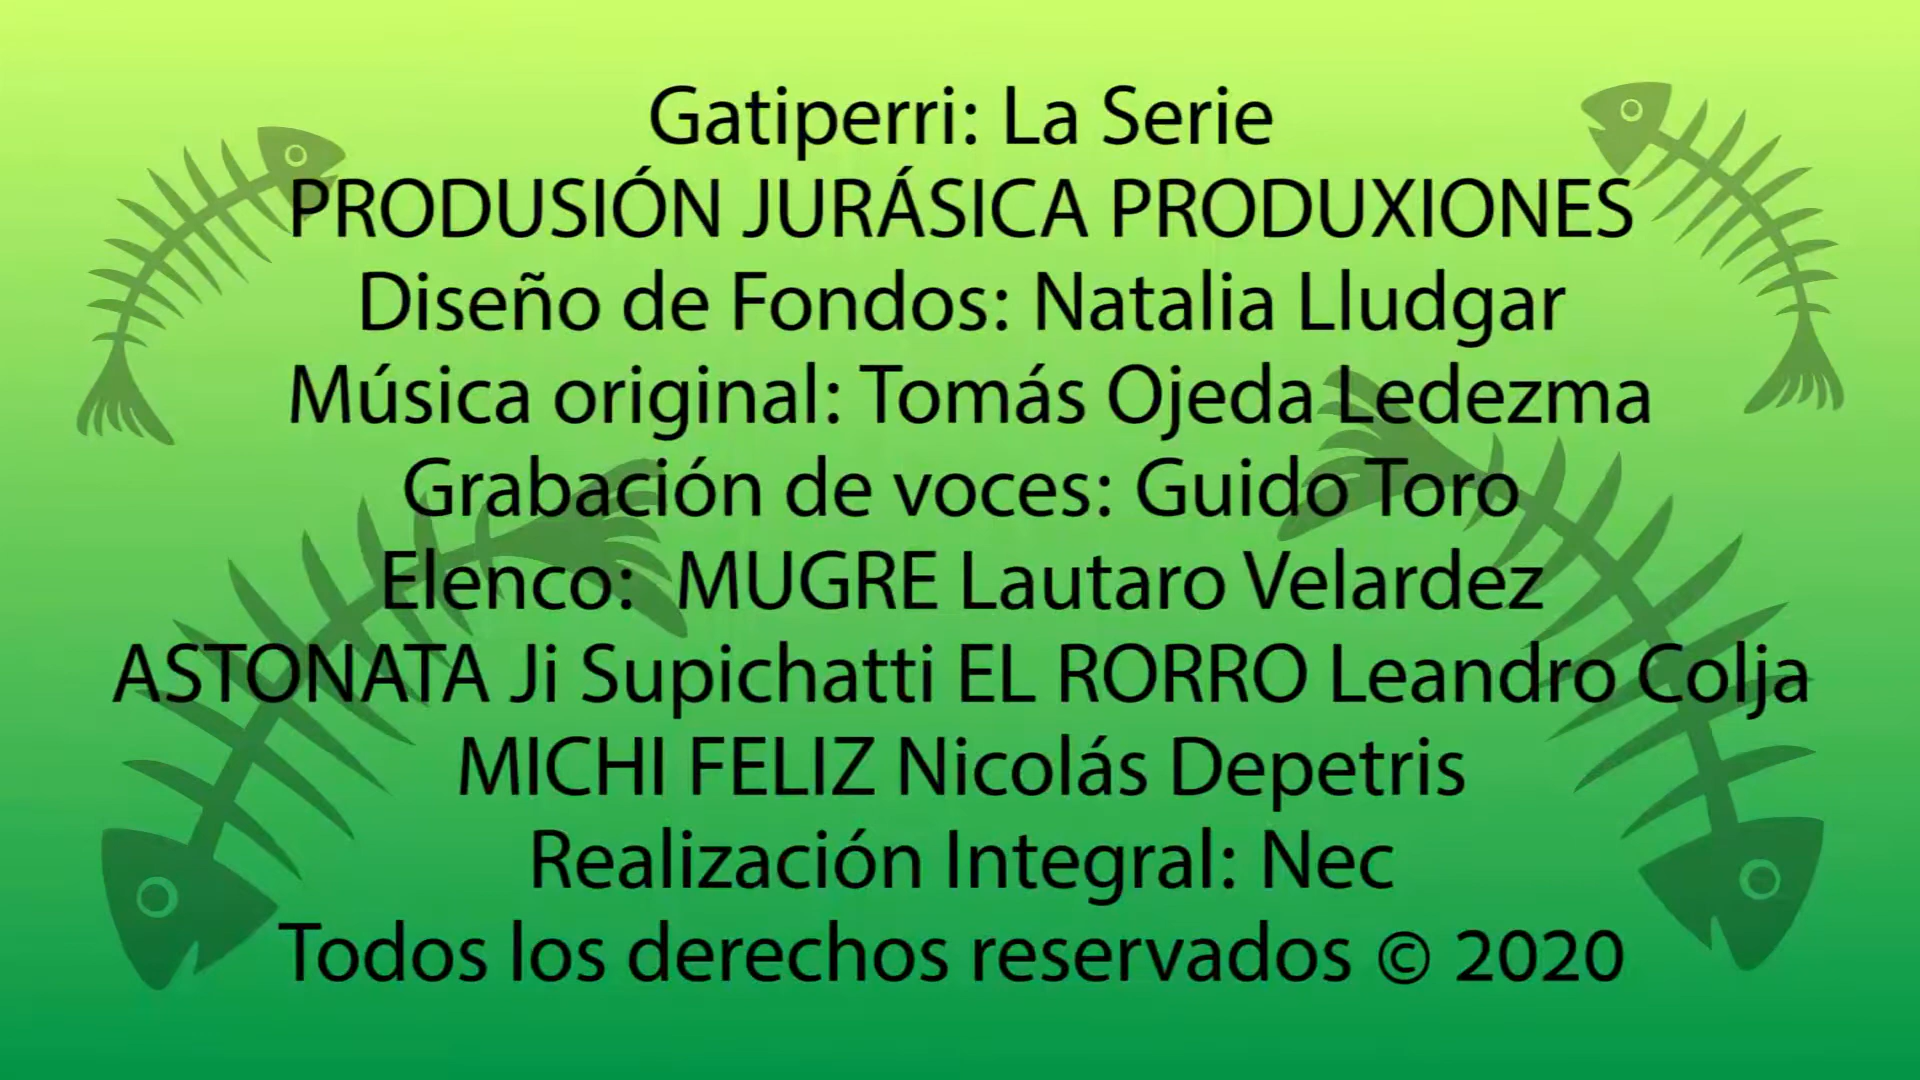 Gatiperri: La Serie
PRODUSIÓN JURÁSICA PRODUXIONES
Diseño de Fondos: Natalia Lludgar
Música original: Tomás Ojeda Ledezma
Grabación de voces: Guido Toro
Elenco:  MUGRE Lautaro Velardez
ASTONATA Ji Supichatti EL RORRO Leandro Colja
MICHI FELIZ Nicolás Depetris
Realización Integral: Nec
Todos los derechos reservados © 2020